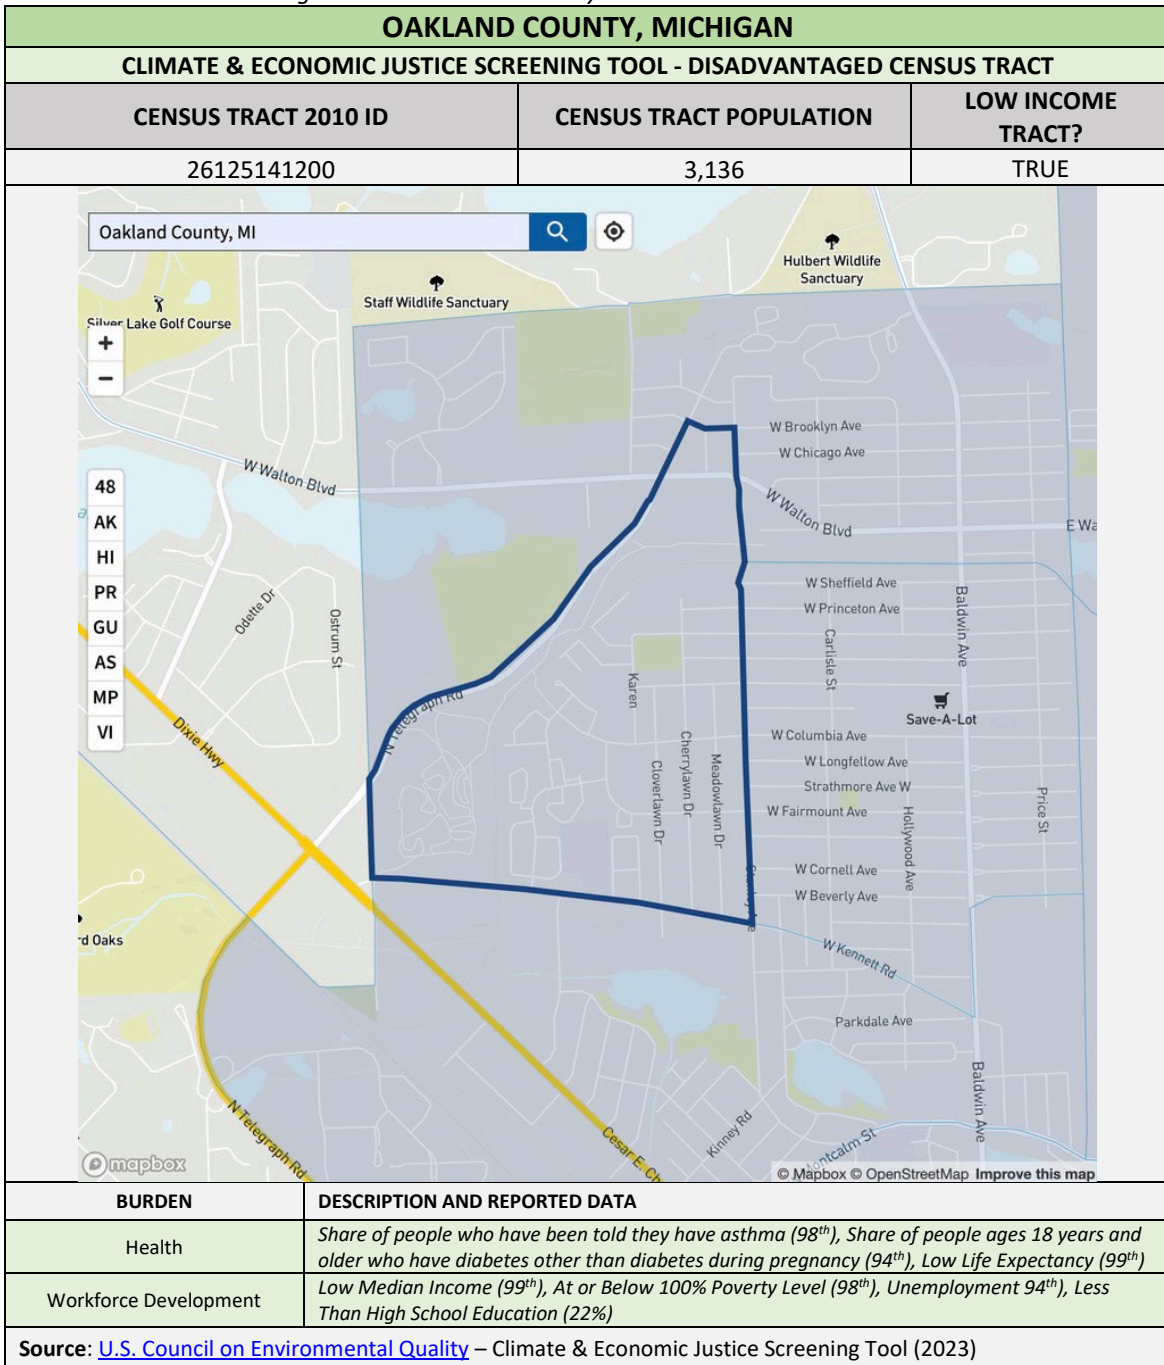 OAKLAND COUNTY, MICHIGAN
CLIMATE & ECONOMIC JUSTICE SCREENING TOOL - DISADVANTAGED CENSUS TRACT
CENSUS TRACT 2010 ID
CENSUS TRACT POPULATION
LOW INCOME
TRACT?
26125141200
3,136
TRUE
Oakland County, MI
Hulbert Wildlife
Sanctuary
Staff Wildlife Sanctuary
Silver Lake Golf Course
+
−
W Brooklyn Ave
W Chicago Ave
W Walton Blvd
W Walton Blvd
E Wa
48
AK
HI
PR
GU
AS
MP
VI
Odette Dr
Ostrum St
W Sheffield Ave
W Princeton Ave
Carlisle St
Baldwin Ave
Karen
Save-A-Lot
N Telegraph Rd
Dixie Hwy
Cloverlawn Dr
Cherrylawn Dr
Meadowlawn Dr
W Columbia Ave
W Longfellow Ave
Strathmore Ave W
W Fairmount Ave
Hollywood Ave
Price St
W Cornell Ave
W Beverly Ave
rd Oaks
W Kennett Rd
Parkdale Ave
Baldwin Ave
N Telegraph Rd
Cesar E. Ch
Kinney Rd
ontcalm St
mapbox
© Mapbox © OpenStreetMap Improve this map
BURDEN
DESCRIPTION AND REPORTED DATA
Health
Share of people who have been told they have asthma (98th), Share of people ages 18 years and
older who have diabetes other than diabetes during pregnancy (94th), Low Life Expectancy (99th)
Workforce Development
Low Median Income (99th), At or Below 100% Poverty Level (98th), Unemployment 94th), Less
Than High School Education (22%)
Source: U.S. Council on Environmental Quality – Climate & Economic Justice Screening Tool (2023)